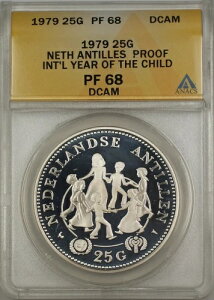 1979 25G PF 68 DCAM
ANACS
1979 25G
NETH ANTILLES PROOF
INT'L YEAR OF THE CHILD
PF 68
DCAM
NEDERLANDSE ANTILLEN
25G